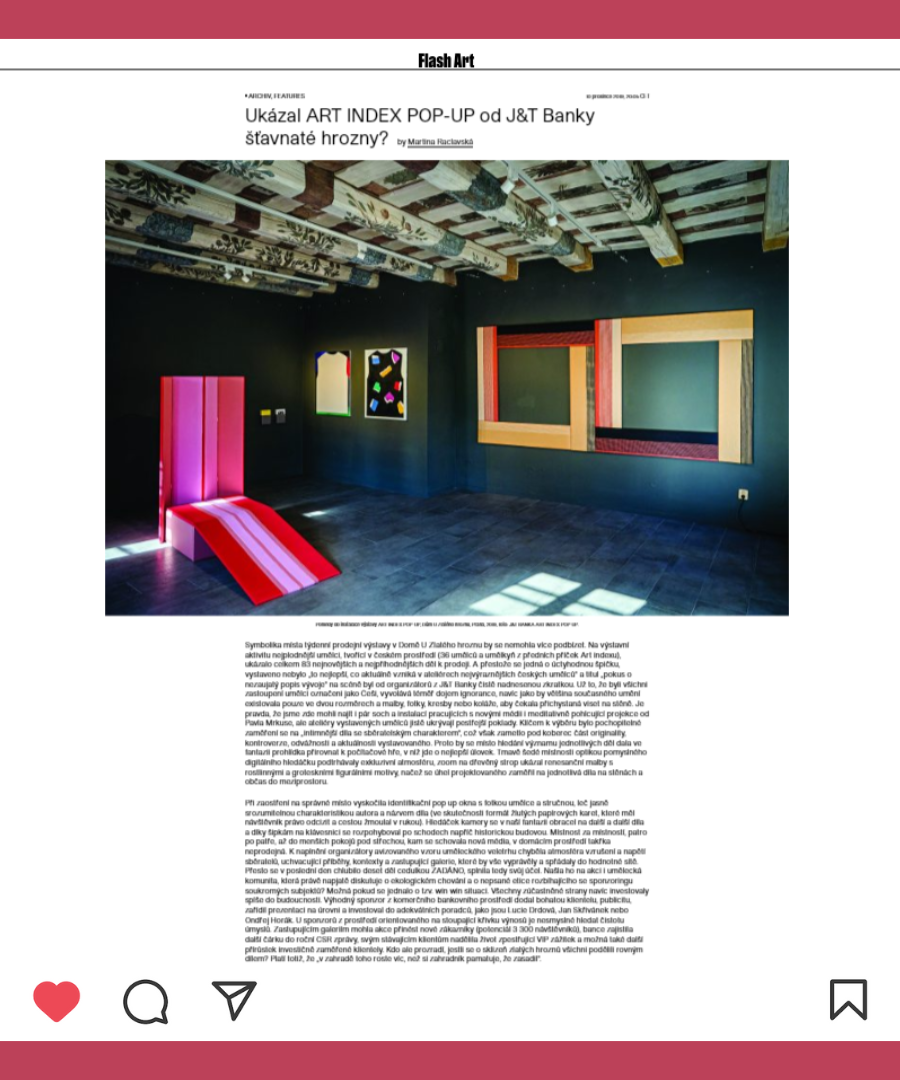 Flash Art
ARCHIV, FEATURES
Ukázal ART INDEX POP-UP od J&T Banky
šťavnaté hrozny? by Martina Raclavská
Symbolika místa týdenní prodejní výstavy v Domě U Zlatého hroznu by se nemohla více podbízet. Na výstavní
aktivitu nejplodnější umělci, tvořící v českém prostředí (36 umělců a umělkyň z předních příček Art Indexu),
ukázalo celkem 83 nejnovějších a nejpříhodnějších děl k prodeji. A přestože se jedná o úctyhodnou špičku,
vystaveno nebylo „to nejlepší, co aktuálně vzniká v ateliérech nejvýraznějších českých umělců“ a titul „pokus o
nezaujatý popis vývoje“ na scéně byl od organizátorů z J&T Banky čistě nadnesenou zkratkou. Už to, že byli všichni
zastoupení umělci označeni jako Češi, vyvolává téměř dojem ignorance, navíc jako by většina současného umění
existovala pouze ve dvou rozměrech a malby, fotky, kresby nebo koláže, aby čekala přichystaná viset na stěně. Je
pravda, že jsme zde mohli najít i pár soch a instalací pracujících s novými médii i meditativně pohlcující projekce od
Pavla Mrkuse, ale ateliéry vystavených umělců jistě ukrývají pestřejší poklady. Klíčem k výběru bylo pochopitelně
zaměření se na „intimnější díla se sběratelským charakterem“, což však zametlo pod koberec část originality,
kontroverze, odvážnosti a aktuálnosti vystavovaného. Proto by se místo hledání významu jednotlivých děl dala ve
fantazii prohlídka přirovnat k počítačové hře, v níž jde o nejlepší úlovek. Tmavě šedé místnosti optikou pomyslného
digitálního hledáčku podtrhávaly exkluzivní atmosféru, zoom na dřevěný strop ukázal renesanční malby s
rostlinnými a groteskními figurálními motivy, načež se úhel projektovaného zaměřil na jednotlivá díla na stěnách a
občas do meziprostoru.
Při zaostření na správné místo vyskočila identifikační pop up okna s fotkou umělce a stručnou, leč jasně
srozumitelnou charakteristikou autora a názvem díla (ve skutečnosti formát žlutých papírových karet, které měl
návštěvník právo odcizit a cestou žmoulal v rukou). Hledáček kamery se v naší fantazii obracel na další a další díla
a díky šipkám na klávesnici se rozpohyboval po schodech napříč historickou budovou. Místnost za místností, patro
po patře, až do menších pokojů pod střechou, kam se schovala nová média, v domácím prostředí takřka
neprodejná. K naplnění organizátory avizovaného vzoru uměleckého veletrhu chyběla atmosféra vzrušení a napětí
sběratelů, uchvacující příběhy, kontexty a zastupující galerie, které by vše vyprávěly a spřádaly do hodnotné sítě.
Přesto se v poslední den chlubilo deset děl cedulkou ZADÁNO, splnila tedy svůj účel. Našla ho na akci i umělecká
komunita, která právě napjatě diskutuje o ekologickém chování a o nepsané etice rozbíhajícího se sponzoringu
soukromých subjektů? Možná pokud se jednalo o tzv. win win situaci. Všechny zúčastněné strany navíc investovaly
spíše do budoucnosti. Výhodný sponzor z komerčního bankovního prostředí dodal bohatou klientelu, publicitu,
zařídil prezentaci na úrovni a investoval do adekvátních poradců, jako jsou Lucie Drdová, Jan Skřivánek nebo
Ondřej Horák. U sponzorů z prostředí orientovaného na stoupající křivku výnosů je nesmyslné hledat čistotu
úmyslů. Zastupujícím galeriím mohla akce přinést nové zákazníky (potenciál 3 300 návštěvníků), bance zajistila
další čárku do roční CSR zprávy, svým stávajícím klientům nadělila život zpestřující VIP zážitek a možná také další
přírůstek investičně zaměřené klientely. Kdo ale prozradí, jestli se o sklizeň zlatých hroznů všichni podělili rovným
dílem? Platí totiž, že „v zahradě toho roste víc, než si zahradník pamatuje, že zasadil“.